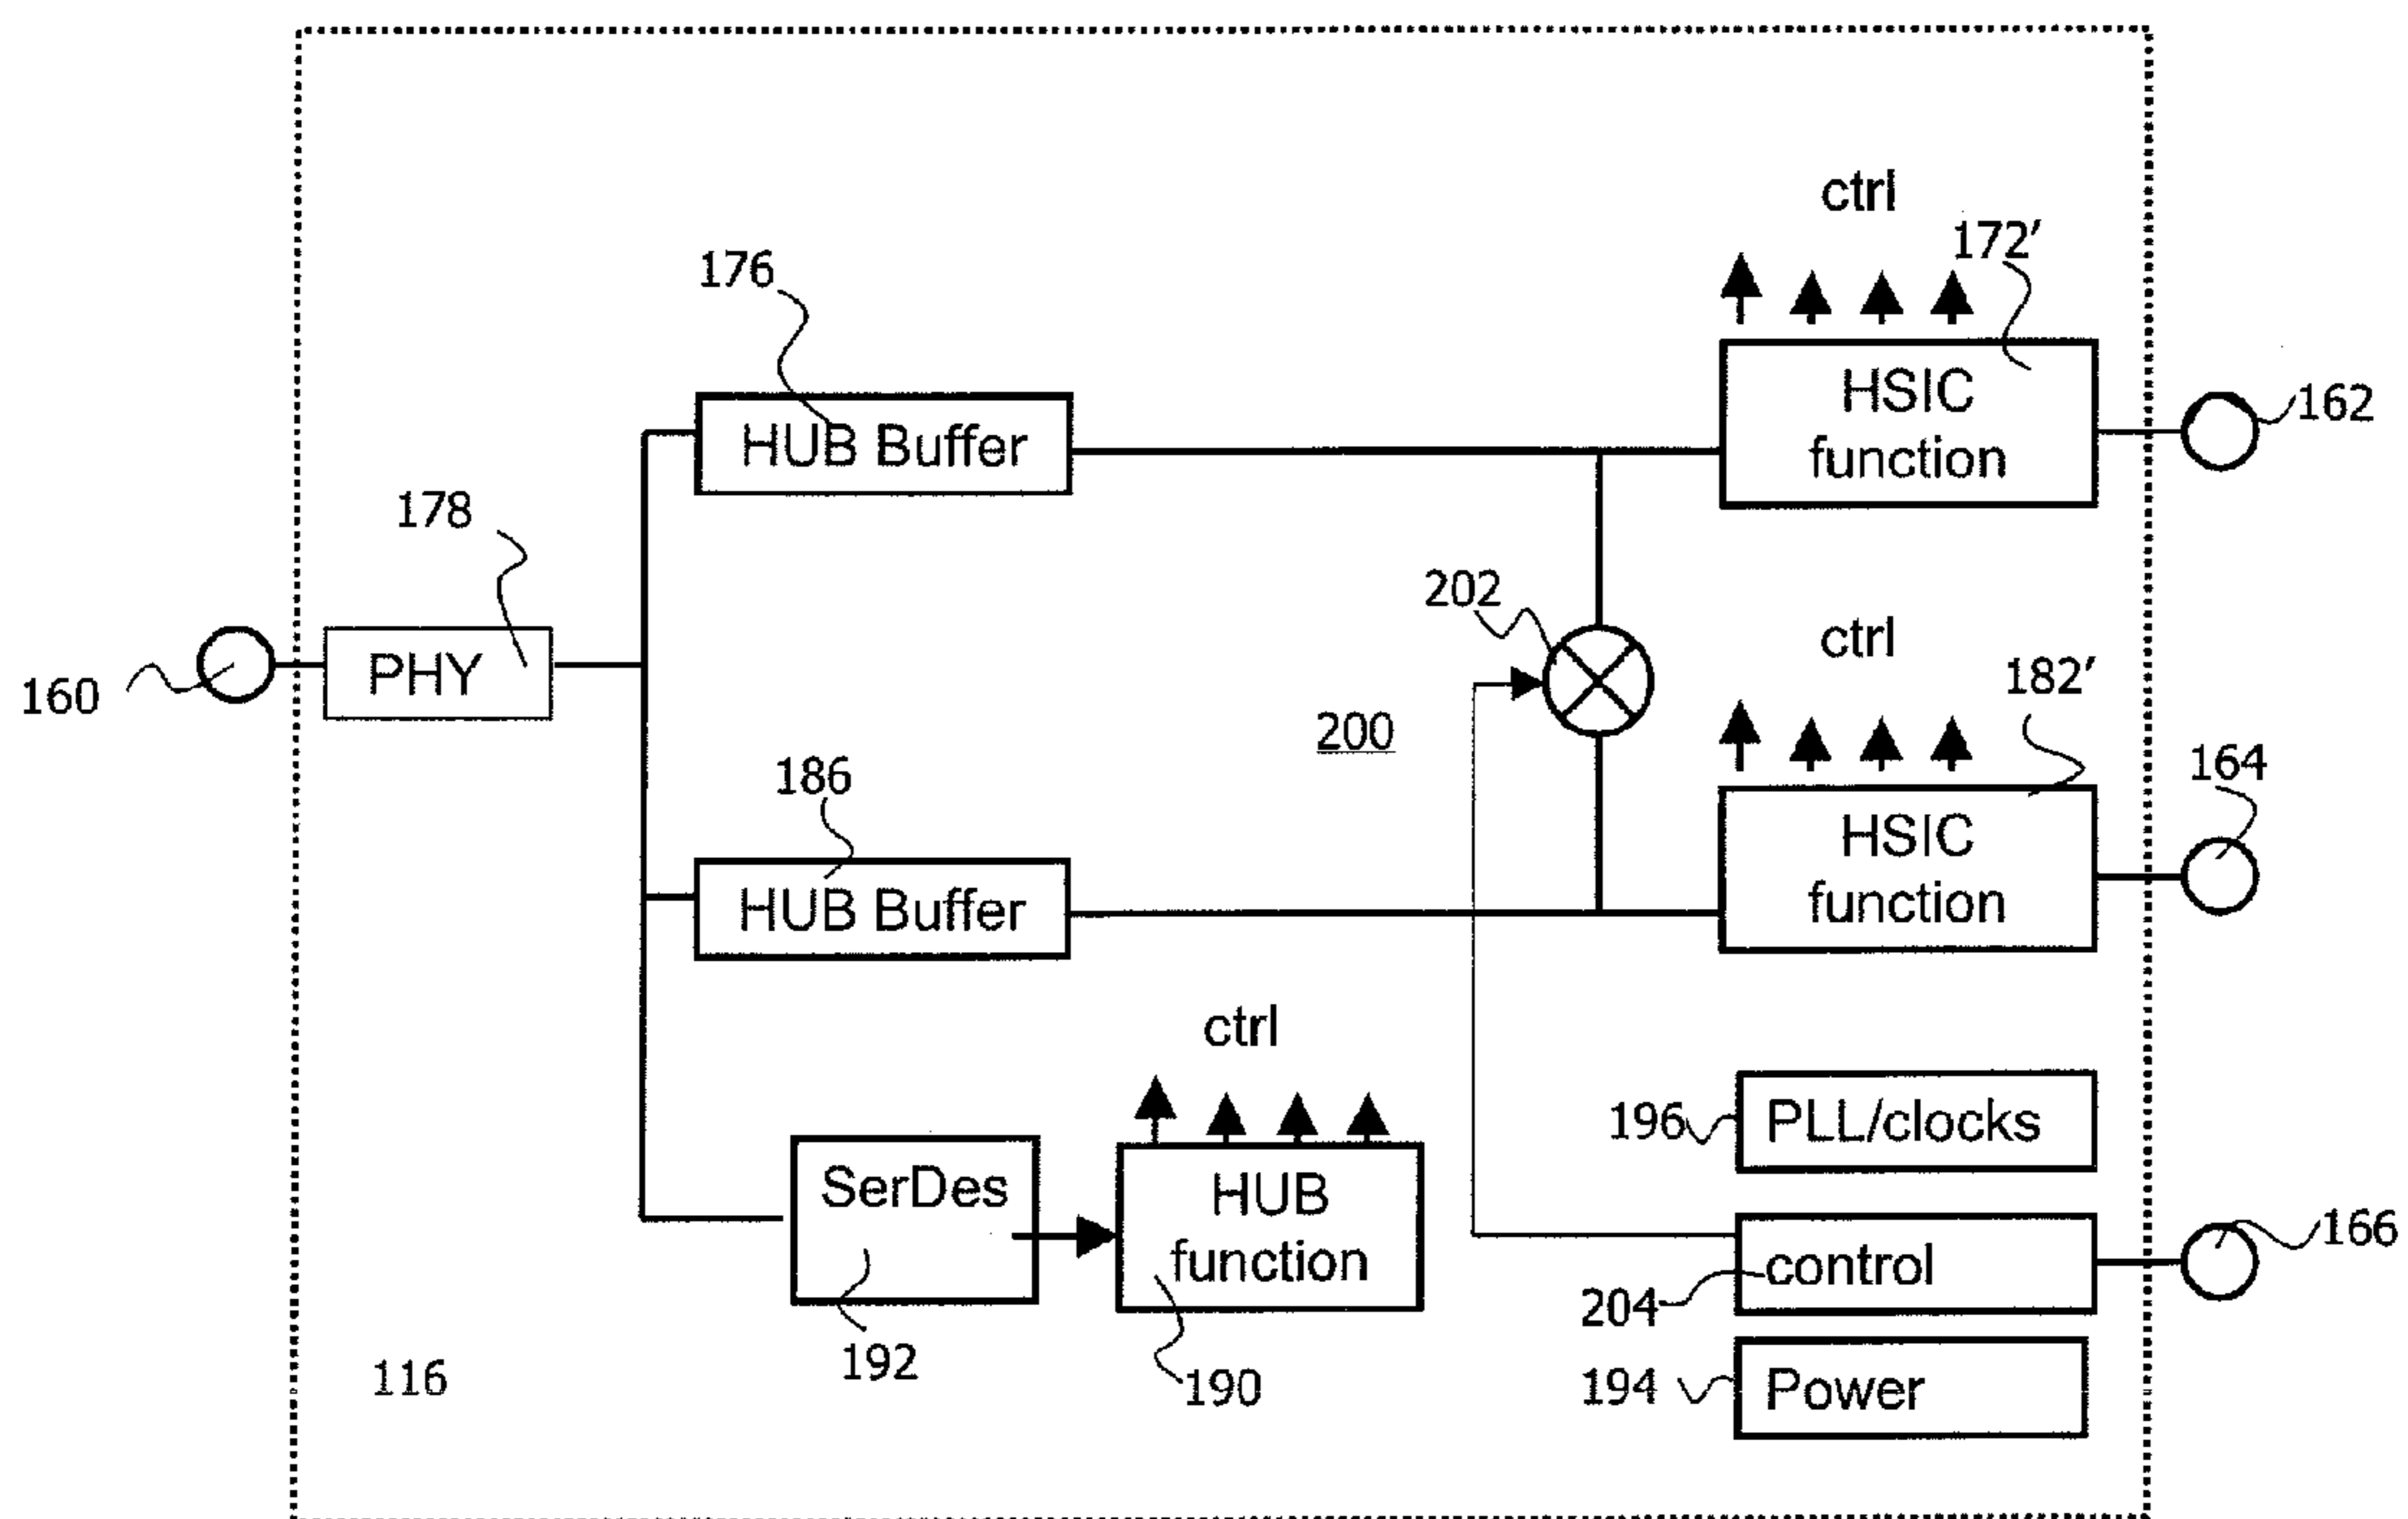 ctrl
172'
176
HSIC
function
162
HUB Buffer
178
202
ctrl
182'
PHY
160
200
186
164
HSIC
function
HUB Buffer
ctrl
196
PLL/clocks
SerDes
HUB
function
166
control
204
192
116
190
194
Power